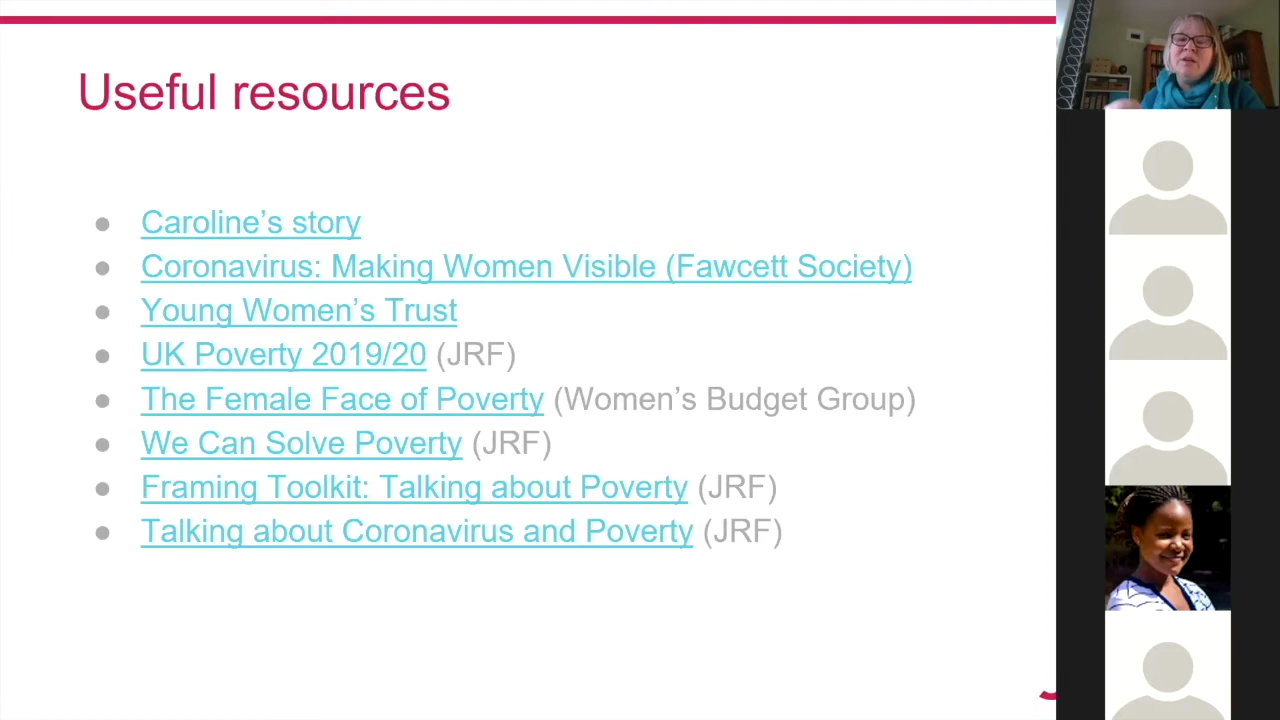 Useful resources
Caroline’s story
Coronavirus: Making Women Visible (Fawcett Society)
Young Women’s Trust
UK Poverty 2019/20 (JRF)
The Female Face of Poverty (Women’s Budget Group)
We Can Solve Poverty (JRF)
Framing Toolkit: Talking about Poverty (JRF)
Talking about Coronavirus and Poverty (JRF)